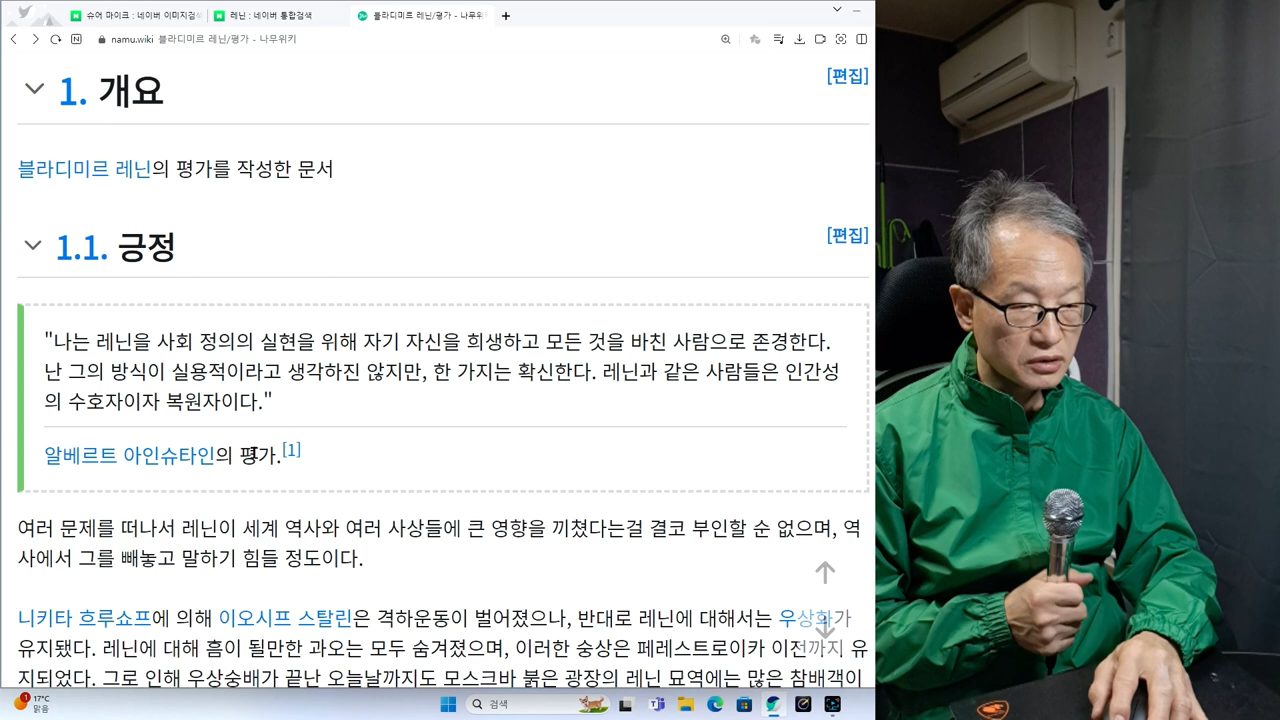 슈어 마이크 : 네이버 이미지검색
레닌 : 네이버 통합검색
블라디미르 레닌/평가 - 나무위키
namu.wiki 블라디미르 레닌/평가 - 나무위키
1. 개요
[편집]
블라디미르 레닌의 평가를 작성한 문서
1.1. 긍정
[편집]
"나는 레닌을 사회 정의의 실현을 위해 자기 자신을 희생하고 모든 것을 바친 사람으로 존경한다.
난 그의 방식이 실용적이라고 생각하진 않지만, 한 가지는 확신한다. 레닌과 같은 사람들은 인간성
의 수호자이자 복원자이다."
알베르트 아인슈타인의 평가.[1]
여러 문제를 떠나서 레닌이 세계 역사와 여러 사상들에 큰 영향을 끼쳤다는걸 결코 부인할 순 없으며, 역
사에서 그를 빼놓고 말하기 힘들 정도이다.
니키타 흐루쇼프에 의해 이오시프 스탈린은 격하운동이 벌어졌으나, 반대로 레닌에 대해서는 우상화가
유지됐다. 레닌에 대해 흠이 될만한 과오는 모두 숨겨졌으며, 이러한 숭상은 페레스트로이카 이전까지 유
지되었다. 그로 인해 우상숭배가 끝난 오늘날까지도 모스크바 붉은 광장의 레닌 묘역에는 많은 참배객이
1
17°C
맑음
검색